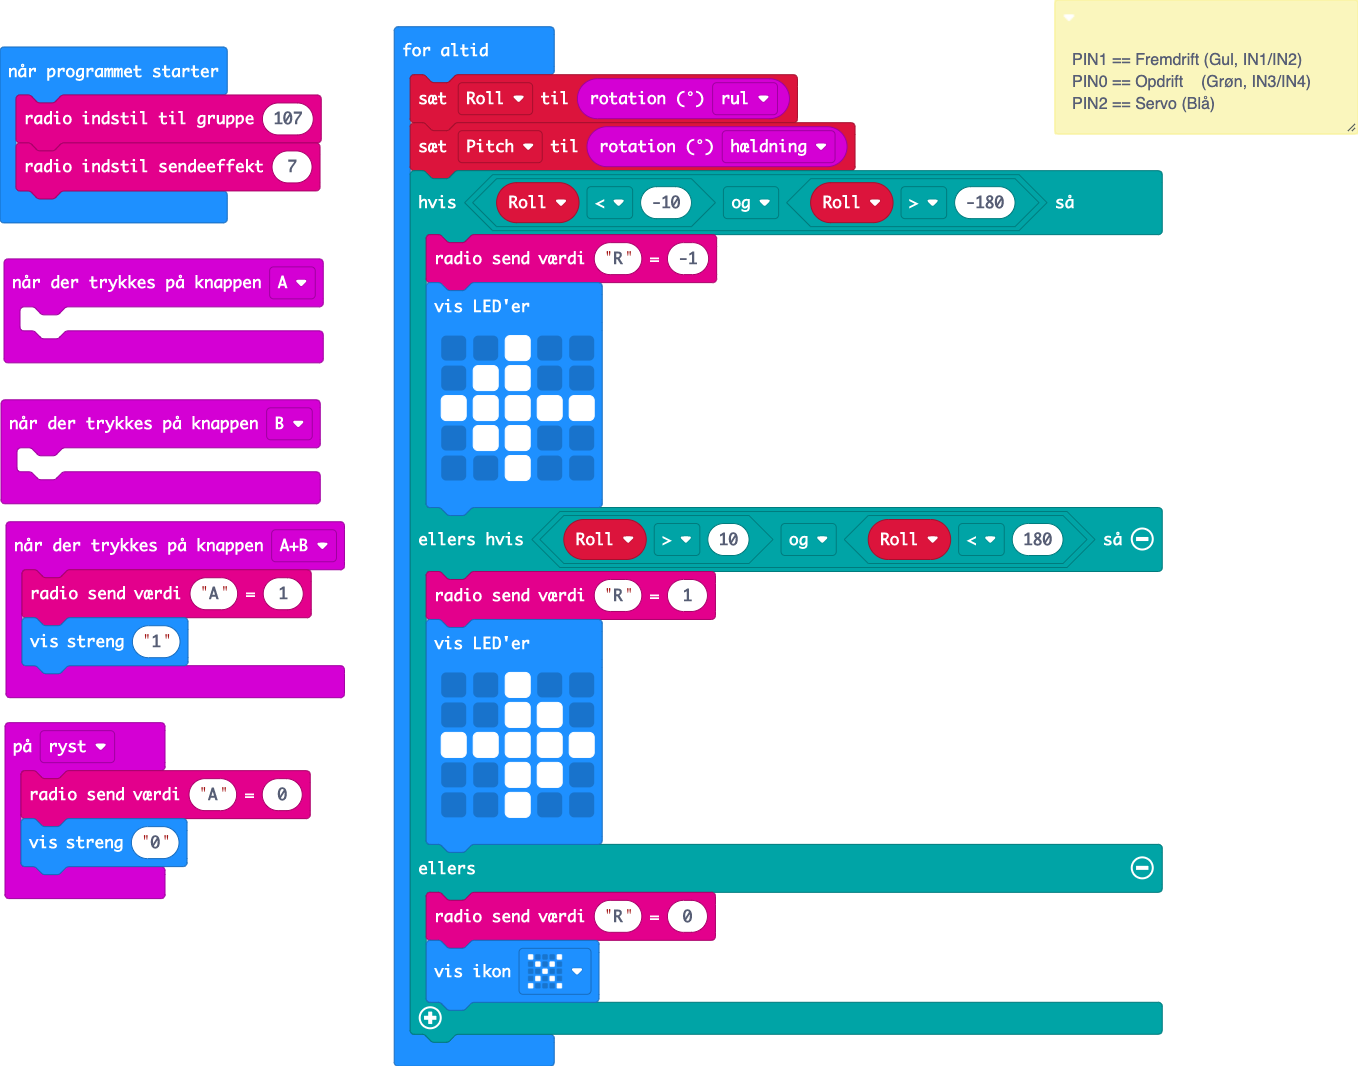 når programmet starter
radio indstil til gruppe 107
radio indstil sendeeffekt 7
når der trykkes på knappen A
når der trykkes på knappen B
når der trykkes på knappen A+B
radio send værdi "A" = 1
vis streng "1"
på ryst
radio send værdi "A" = 0
vis streng "0"
for altid
sæt Roll til rotation (°) rul
sæt Pitch til rotation (°) hældning
hvis Roll < -10 og Roll > -180 så
radio send værdi "R" = -1
vis LED'er
ellers hvis Roll > 10 og Roll < 180 så
radio send værdi "R" = 1
vis LED'er
ellers
radio send værdi "R" = 0
vis ikon
PIN1 == Fremdrift (Gul, IN1/IN2)
PIN0 == Opdrift (Grøn, IN3/IN4)
PIN2 == Servo (Blå)